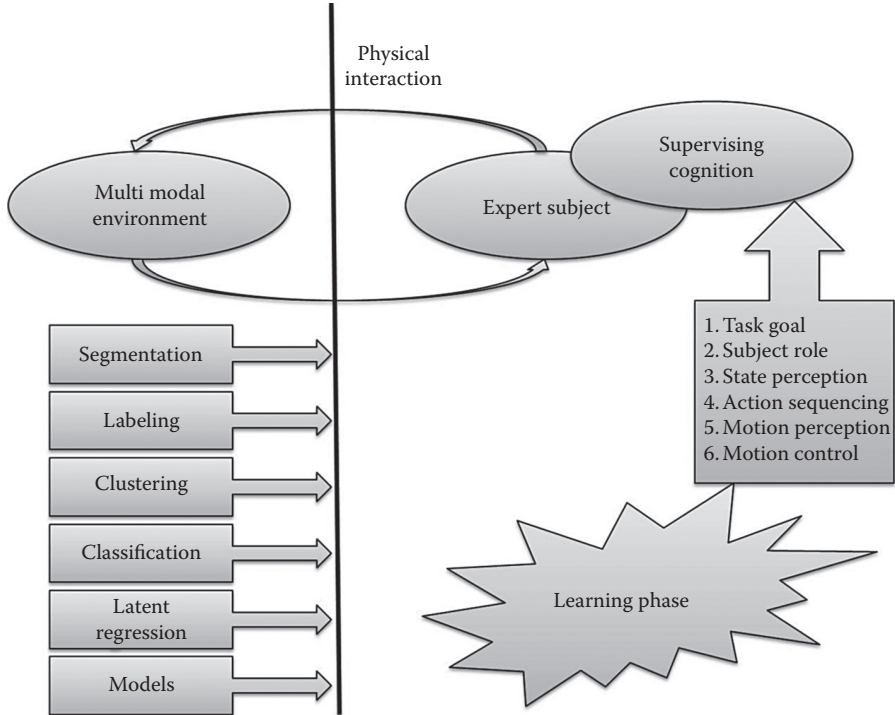 Physical
interaction
Supervising
cognition
Multi modal
environment
Expert subject
1. Task goal
2. Subject role
3. State perception
4. Action sequencing
5. Motion perception
6. Motion control
Segmentation
Labeling
Clustering
Classification
Latent
regression
Models
Learning phase